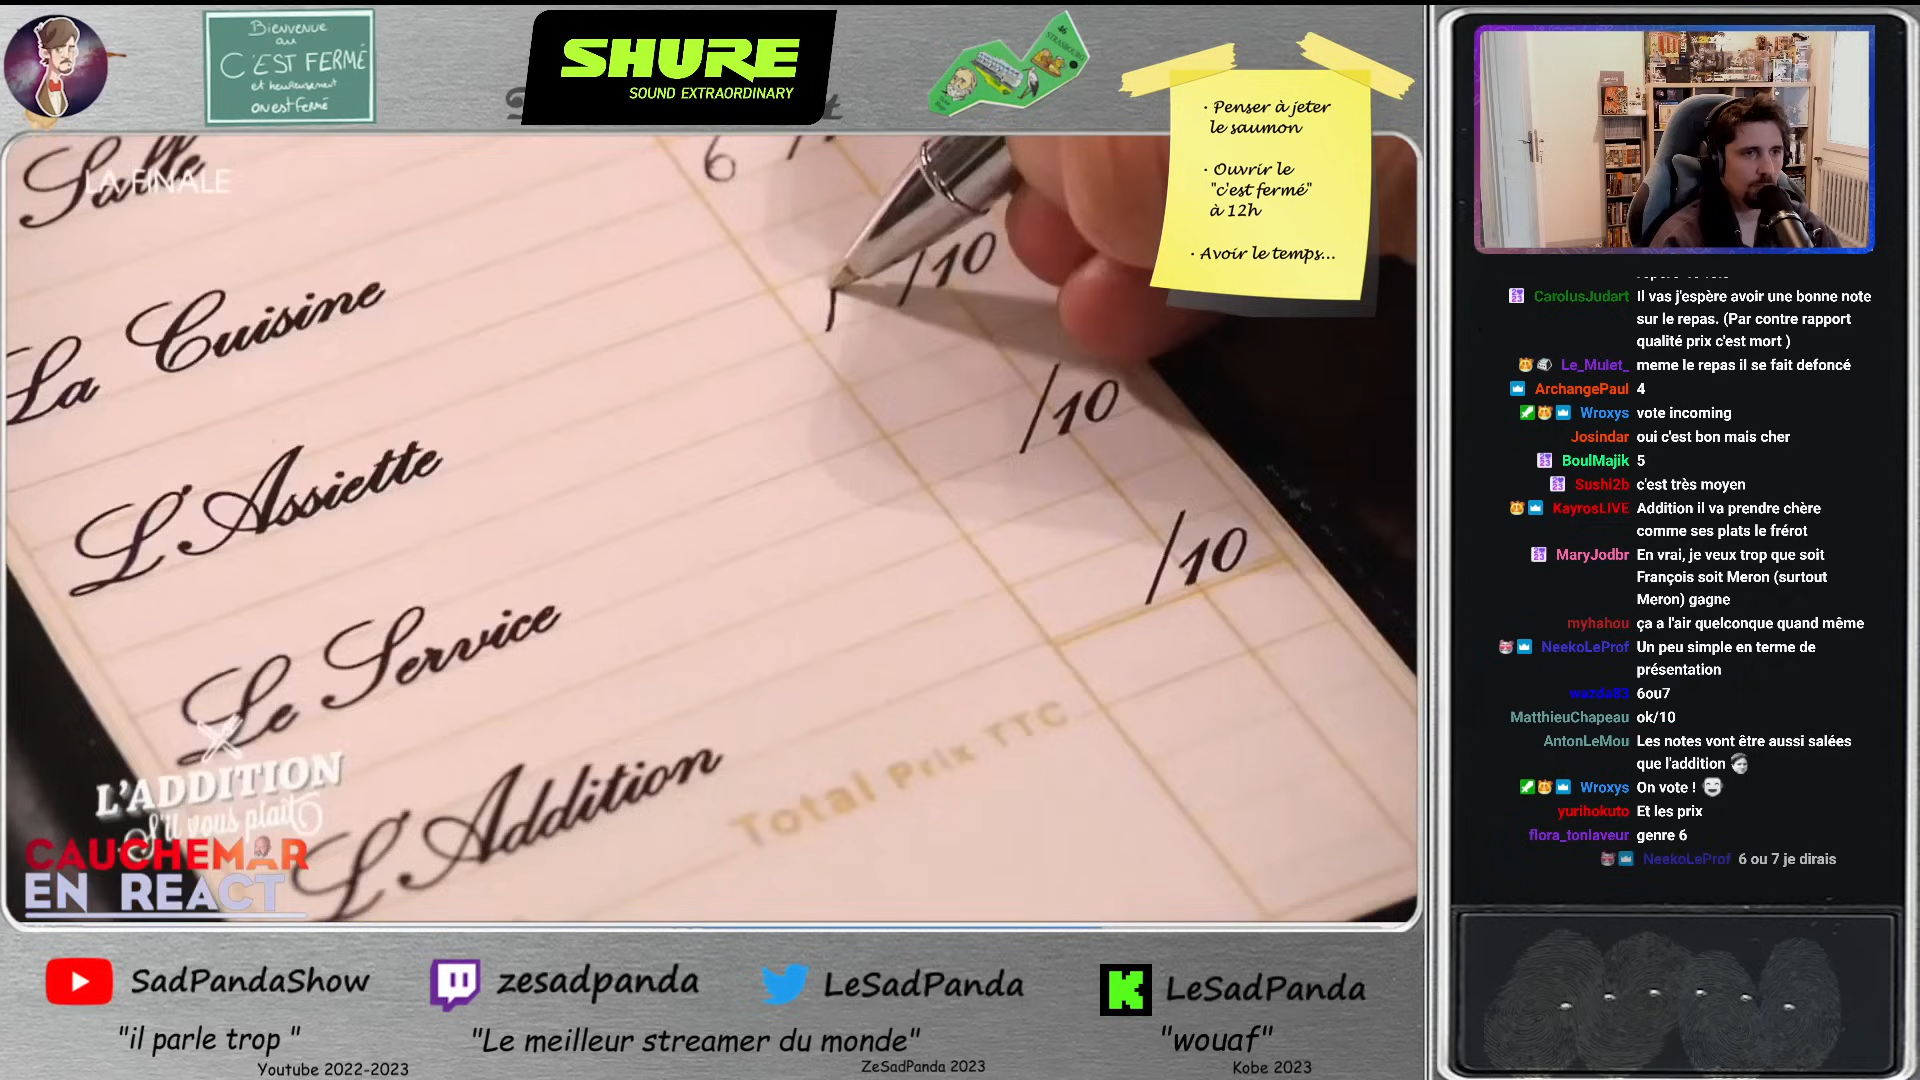 Bienvenue
au
C'EST FERMÉ
et heureusement
on est fermé
SHURE
SOUND EXTRAORDINARY
STRASBOURG
· Penser à jeter
le saumon
· Ouvrir le
"c'est fermé"
à 12h
· Avoir le temps...
Salle
6
LA FINALE
La Cuisine
/10
L'Assiette
/10
Le Service
/10
L'Addition
Total Prix TTC
L'ADDITION
S'il vous plaît
CAUCHEMAR
EN REACT
CarolusJudart Il vas j'espère avoir une bonne note
sur le repas. (Par contre rapport
qualité prix c'est mort )
Le_Mulet_ meme le repas il se fait defoncé
ArchangePaul 4
Wroxys vote incoming
Josindar oui c'est bon mais cher
BoulMajik 5
Sushi2b c'est très moyen
KayrosLIVE Addition il va prendre chère
comme ses plats le frérot
MaryJodbr En vrai, je veux trop que soit
François soit Meron (surtout
Meron) gagne
myhahou ça a l'air quelconque quand même
NeekoLeProf Un peu simple en terme de
présentation
wazda83 6ou7
MatthieuChapeau ok/10
AntonLeMou Les notes vont être aussi salées
que l'addition
Wroxys On vote !
yurihokuto Et les prix
flora_tonlaveur genre 6
NeekoLeProf 6 ou 7 je dirais
SadPandaShow
zesadpanda
LeSadPanda
LeSadPanda
"il parle trop "
Youtube 2022-2023
"Le meilleur streamer du monde"
ZeSadPanda 2023
"wouaf"
Kobe 2023